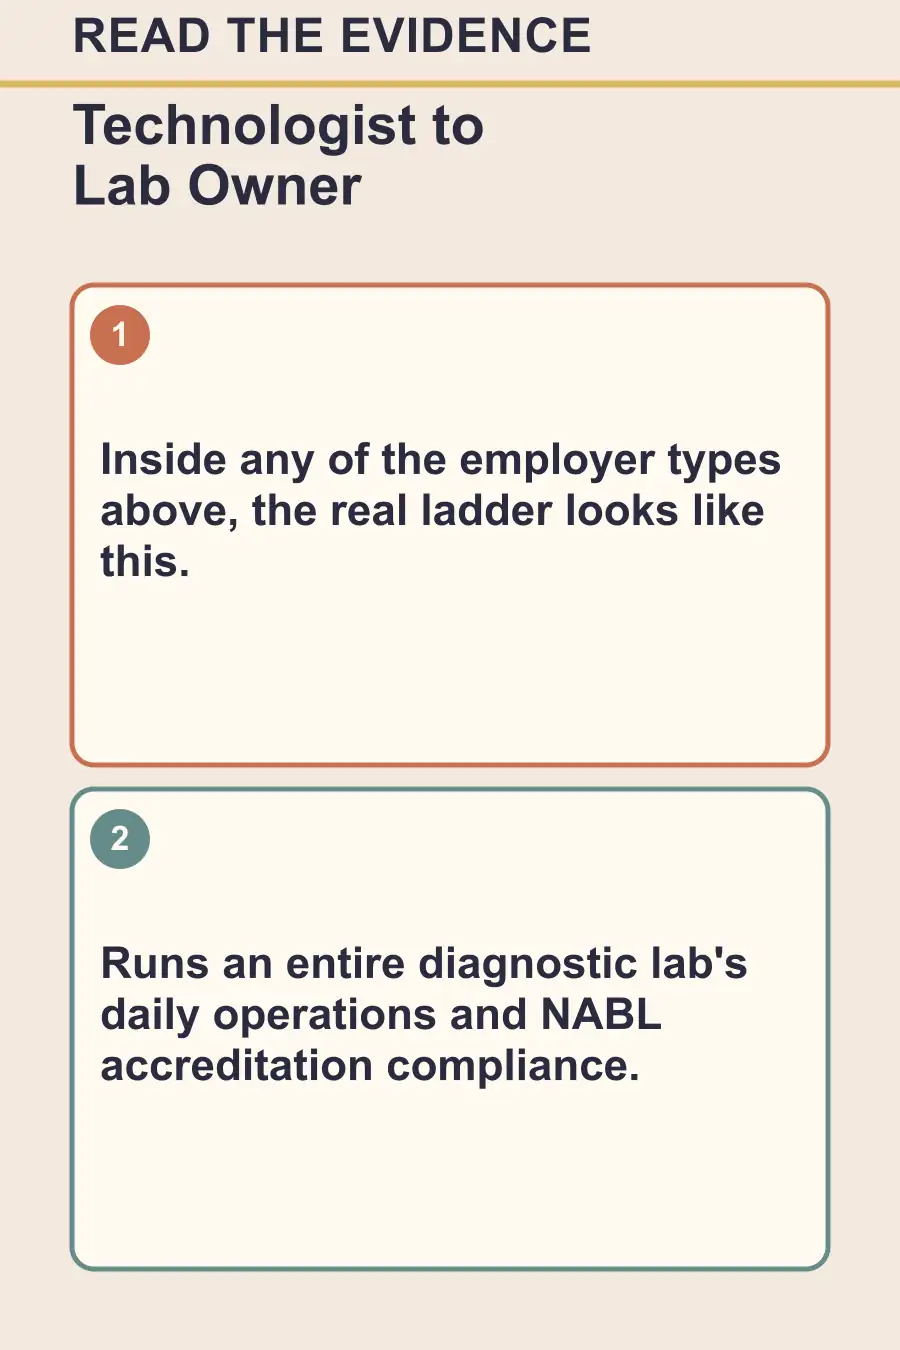 READ THE EVIDENCE
Technologist to
Lab Owner
1
Inside any of the employer types
above, the real ladder looks like
this.
2
Runs an entire diagnostic lab's
daily operations and NABL
accreditation compliance.